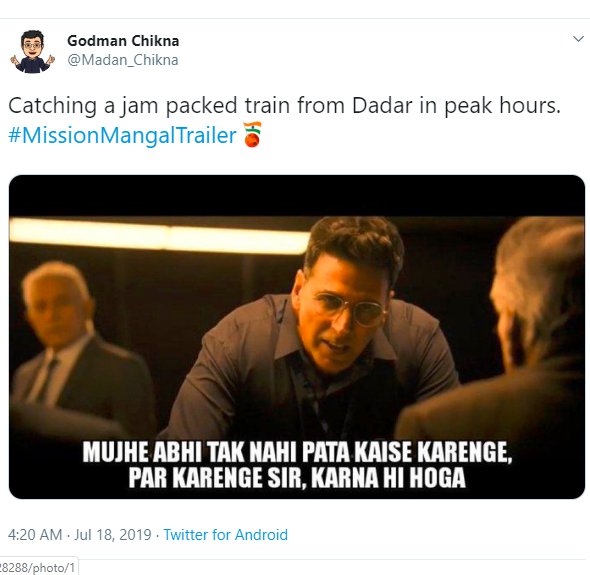 Godman Chikna
@Madan_Chikna
Catching a jam packed train from Dadar in peak hours.
#MissionMangalTrailer
MUJHE ABHI TAK NAHI PATA KAISE KARENGE,
PAR KARENGE SIR, KARNA HI HOGA
4:20 AM · Jul 18, 2019 · Twitter for Android
28288/photo/1